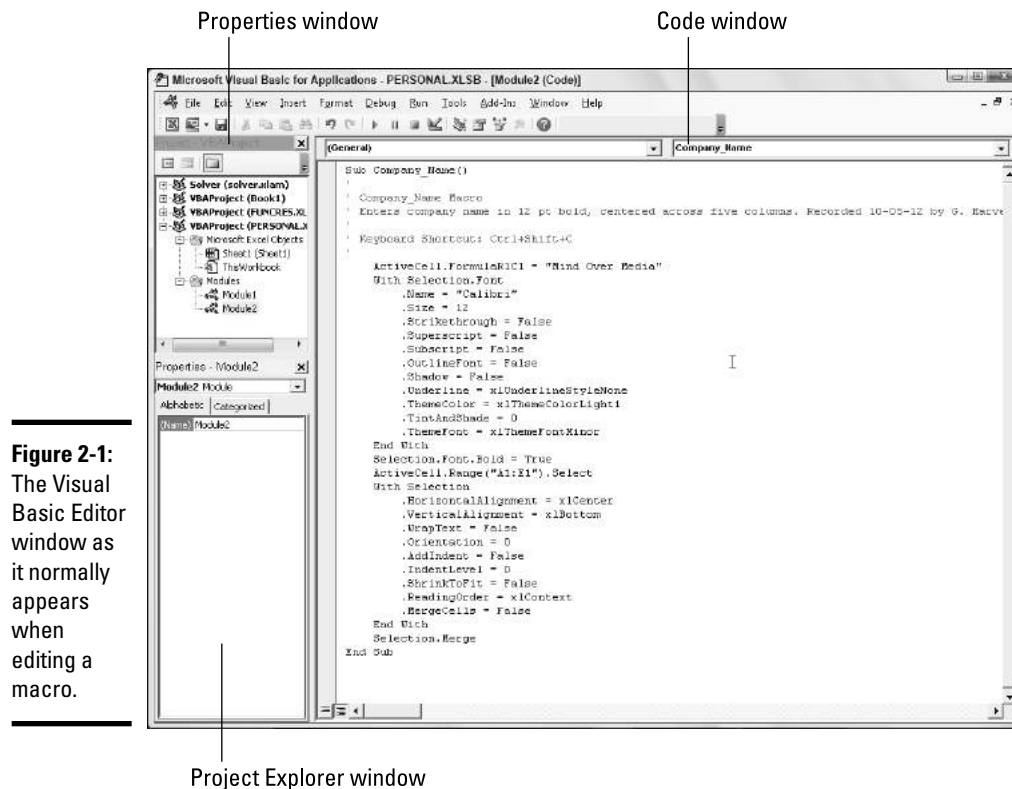 Properties window
Code window
Microsoft Visual Basic for Applications - PERSONAL.XLSB - [Module2 (Code)]
File Edit View Insert Format Debug Run Tools Add-Ins Window Help
(General)
Company_Name
Solver (solver.xlam)
VBAProject (Book1)
VBAProject (FUNCRES.XL
VBAProject (PERSONAL.X
Microsoft Excel Objects
Sheet1 (Sheet1)
ThisWorkbook
Modules
Module1
Module2
Properties - Module2
Module2 Module
Alphabetic Categorized
(Name) Module2
Sub Company_Name()
'
' Company_Name Macro
' Enters company name in 12 pt bold, centered across five columns. Recorded 10-05-12 by G. Harve
'
' Keyboard Shortcut: Ctrl+Shift+C
'
ActiveCell.FormulaR1C1 = "Mind Over Media"
With Selection.Font
.Name = "Calibri"
.Size = 12
.Strikethrough = False
.Superscript = False
.Subscript = False
.OutlineFont = False
.Shadow = False
.Underline = xlUnderlineStyleNone
.ThemeColor = xlThemeColorLight1
.TintAndShade = 0
.ThemeFont = xlThemeFontMinor
End With
Selection.Font.Bold = True
ActiveCell.Range("A1:E1").Select
With Selection
.HorizontalAlignment = xlCenter
.VerticalAlignment = xlBottom
.WrapText = False
.Orientation = 0
.AddIndent = False
.IndentLevel = 0
.ShrinkToFit = False
.ReadingOrder = xlContext
.MergeCells = False
End With
Selection.Merge
End Sub
Figure 2-1:
The Visual
Basic Editor
window as
it normally
appears
when
editing a
macro.
Project Explorer window